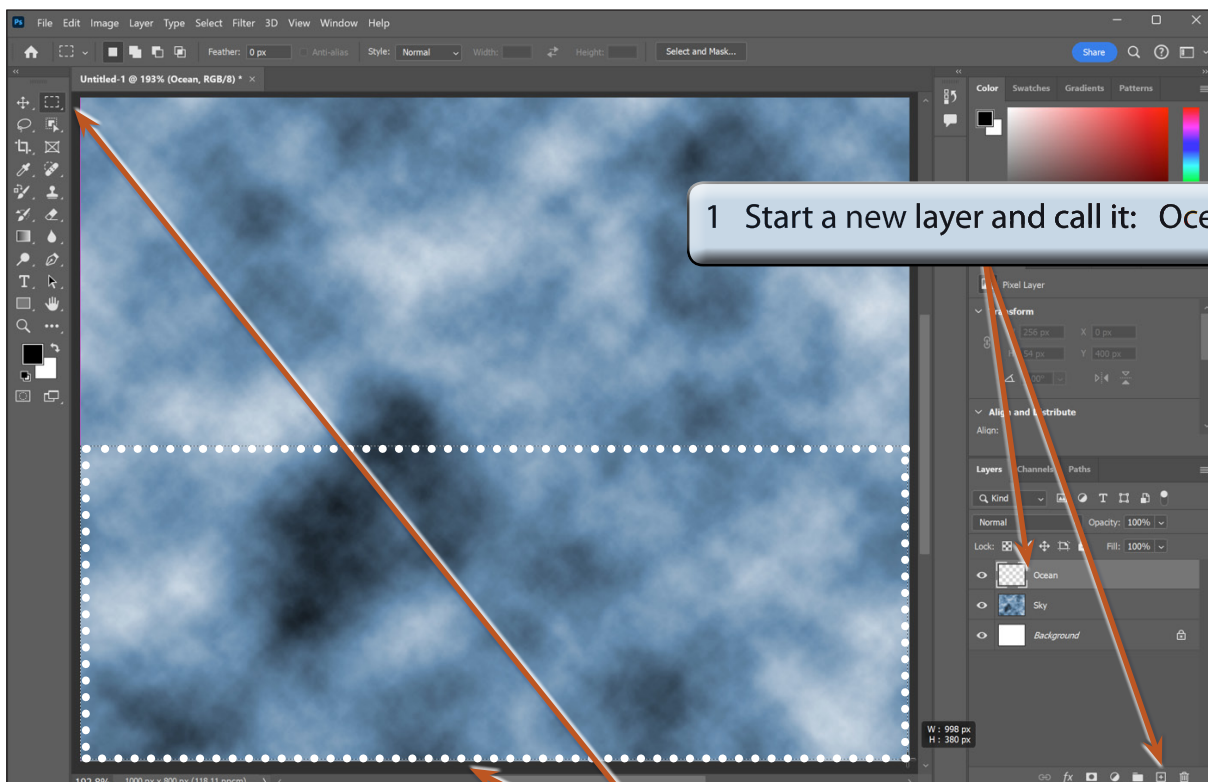 Ps File Edit Image Layer Type Select Filter 3D View Window Help
Feather: 0 px Anti-alias Style: Normal Width: Height: Select and Mask... Share
Untitled-1 @ 193% (Ocean, RGB/8) * ×
Color Swatches Gradients Patterns
1 Start a new layer and call it:
Pixel Layer
256 px X 0 px
54 px Y 400 px
Align and
Align:
Layers Channels Paths
Kind
Normal Opacity: 100%
Lock: Fill: 100%
Ocean
Sky
Background
W : 998 px
H : 380 px
1000 px x 800 px (118.11 ppcm)
fx